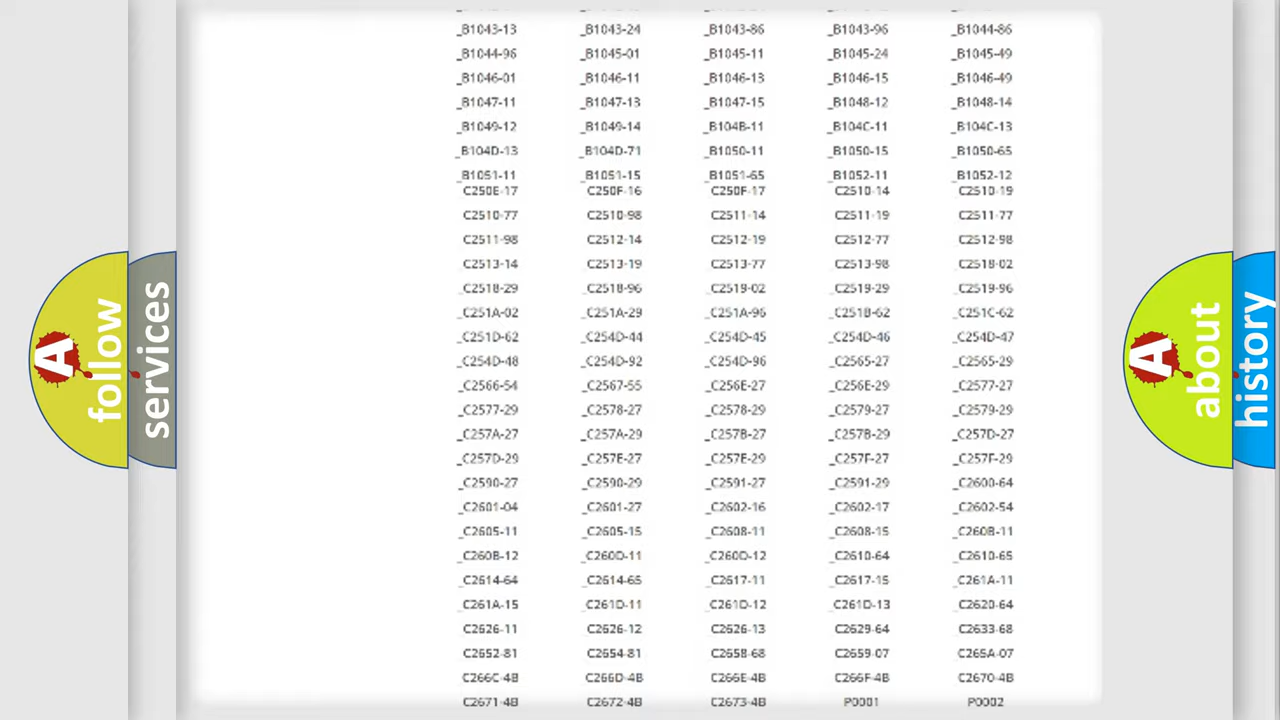 _B1043-13 _B1043-24 _B1043-86 _B1043-96 _B1044-86
_B1044-96 _B1045-01 _B1045-11 _B1045-24 _B1045-49
_B1046-01 _B1046-11 _B1046-13 _B1046-15 _B1046-49
_B1047-11 _B1047-13 _B1047-15 _B1048-12 _B1048-14
_B1049-12 _B1049-14 _B104B-11 _B104C-11 _B104C-13
_B104D-13 _B104D-71 _B1050-11 _B1050-15 _B1050-65
_B1051-11 _B1051-15 _B1051-65 _B1052-11 _B1052-12
C250E-17 C250F-16 C250F-17 C2510-14 C2510-19
C2510-77 C2510-98 C2511-14 C2511-19 C2511-77
C2511-98 C2512-14 C2512-19 C2512-77 C2512-98
C2513-14 C2513-19 C2513-77 C2513-98 C2518-02
_C2518-29 _C2518-96 _C2519-02 _C2519-29 _C2519-96
_C251A-02 _C251A-29 _C251A-96 _C251B-62 _C251C-62
_C251D-62 _C254D-44 _C254D-45 _C254D-46 _C254D-47
_C254D-48 _C254D-92 _C254D-96 _C2565-27 _C2565-29
_C2566-54 _C2567-55 _C256E-27 _C256E-29 _C2577-27
_C2577-29 _C2578-27 _C2578-29 _C2579-27 _C2579-29
_C257A-27 _C257A-29 _C257B-27 _C257B-29 _C257D-27
_C257D-29 _C257E-27 _C257E-29 _C257F-27 _C257F-29
_C2590-27 _C2590-29 _C2591-27 _C2591-29 _C2600-64
_C2601-04 _C2601-27 _C2602-16 _C2602-17 _C2602-54
_C2605-11 _C2605-15 _C2608-11 _C2608-15 _C260B-11
_C260B-12 _C260D-11 _C260D-12 _C2610-64 _C2610-65
_C2614-64 _C2614-65 _C2617-11 _C2617-15 _C261A-11
_C261A-15 _C261D-11 _C261D-12 _C261D-13 _C2620-64
C2626-11 C2626-12 C2626-13 C2629-64 C2633-68
C2652-81 C2654-81 C2658-68 C2659-07 C265A-07
C266C-4B C266D-4B C266E-4B C266F-4B C2670-4B
C2671-4B C2672-4B C2673-4B P0001 P0002
A follow
services
A about
history